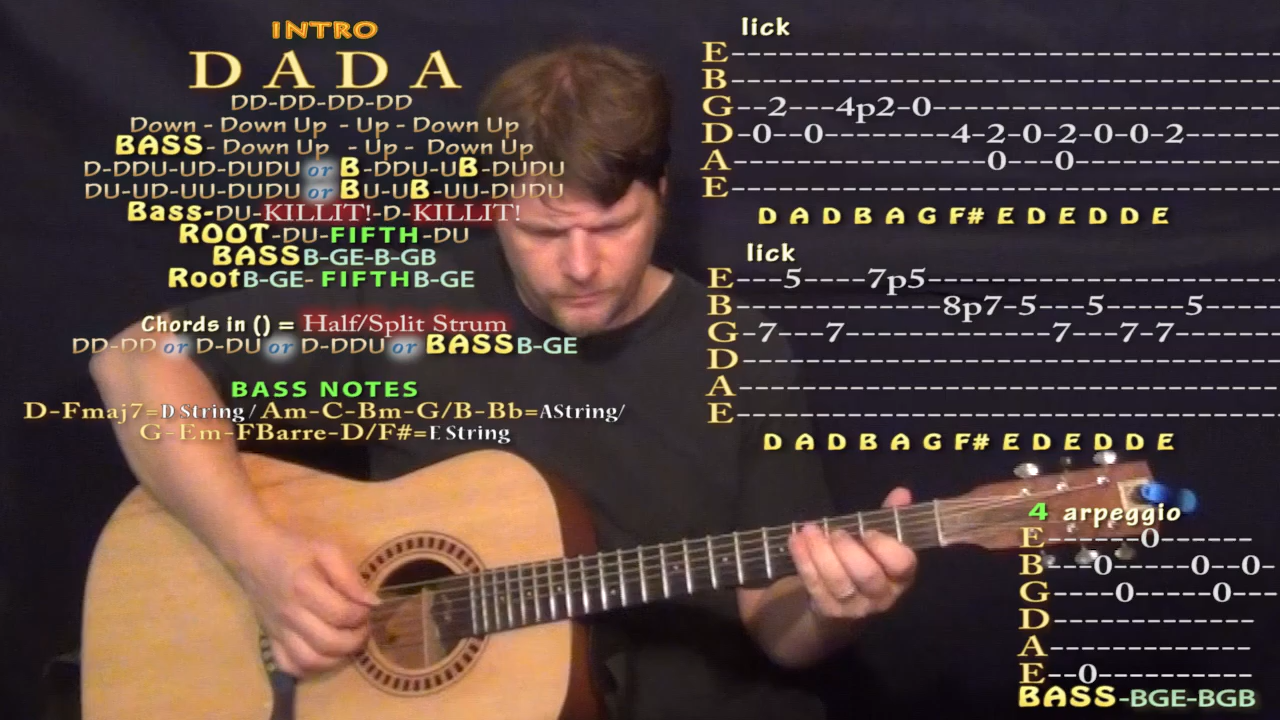 INTRO
D A D A
DD-DD-DD-DD
Down - Down Up - Up - Down Up
BASS- Down Up - Up - Down Up
D-DDU-UD-DUDU or B-DDU-UB-DUDU
DU-UD-UU-DUDU or BU-UB-UU-DUDU
Bass-DU-KILLIT!-D-KILLIT!
ROOT-DU-FIFTH-DU
BASSB-GE-B-GB
RootB-GE- FIFTHB-GE
Chords in () = Half/Split Strum
DD-DD or D-DU or D-DDU or BASSB-GE
BASS NOTES
D-Fmaj7=D String/ Am-C-Bm-G/B-Bb=AString/
G-Em-FBarre-D/F#=E String
lick
E-----------------------------------
B-----------------------------------
G--2---4p2-0------------------------
D-0--0---------4-2-0-2-0-0-2------
A-----------------0---0-------------
E-----------------------------------
D A D B A G F# E D E D D E
lick
E---5----7p5------------------------
B--------------8p7-5---5------5-----
G-7---7----------------7---7-7------
D-----------------------------------
A-----------------------------------
E-----------------------------------
D A D B A G F# E D E D D E
4 arpeggio
E------0------
B---0-----0--0-
G----0-----0---
D-------------
A-------------
E--0----------
BASS-BGE-BGB